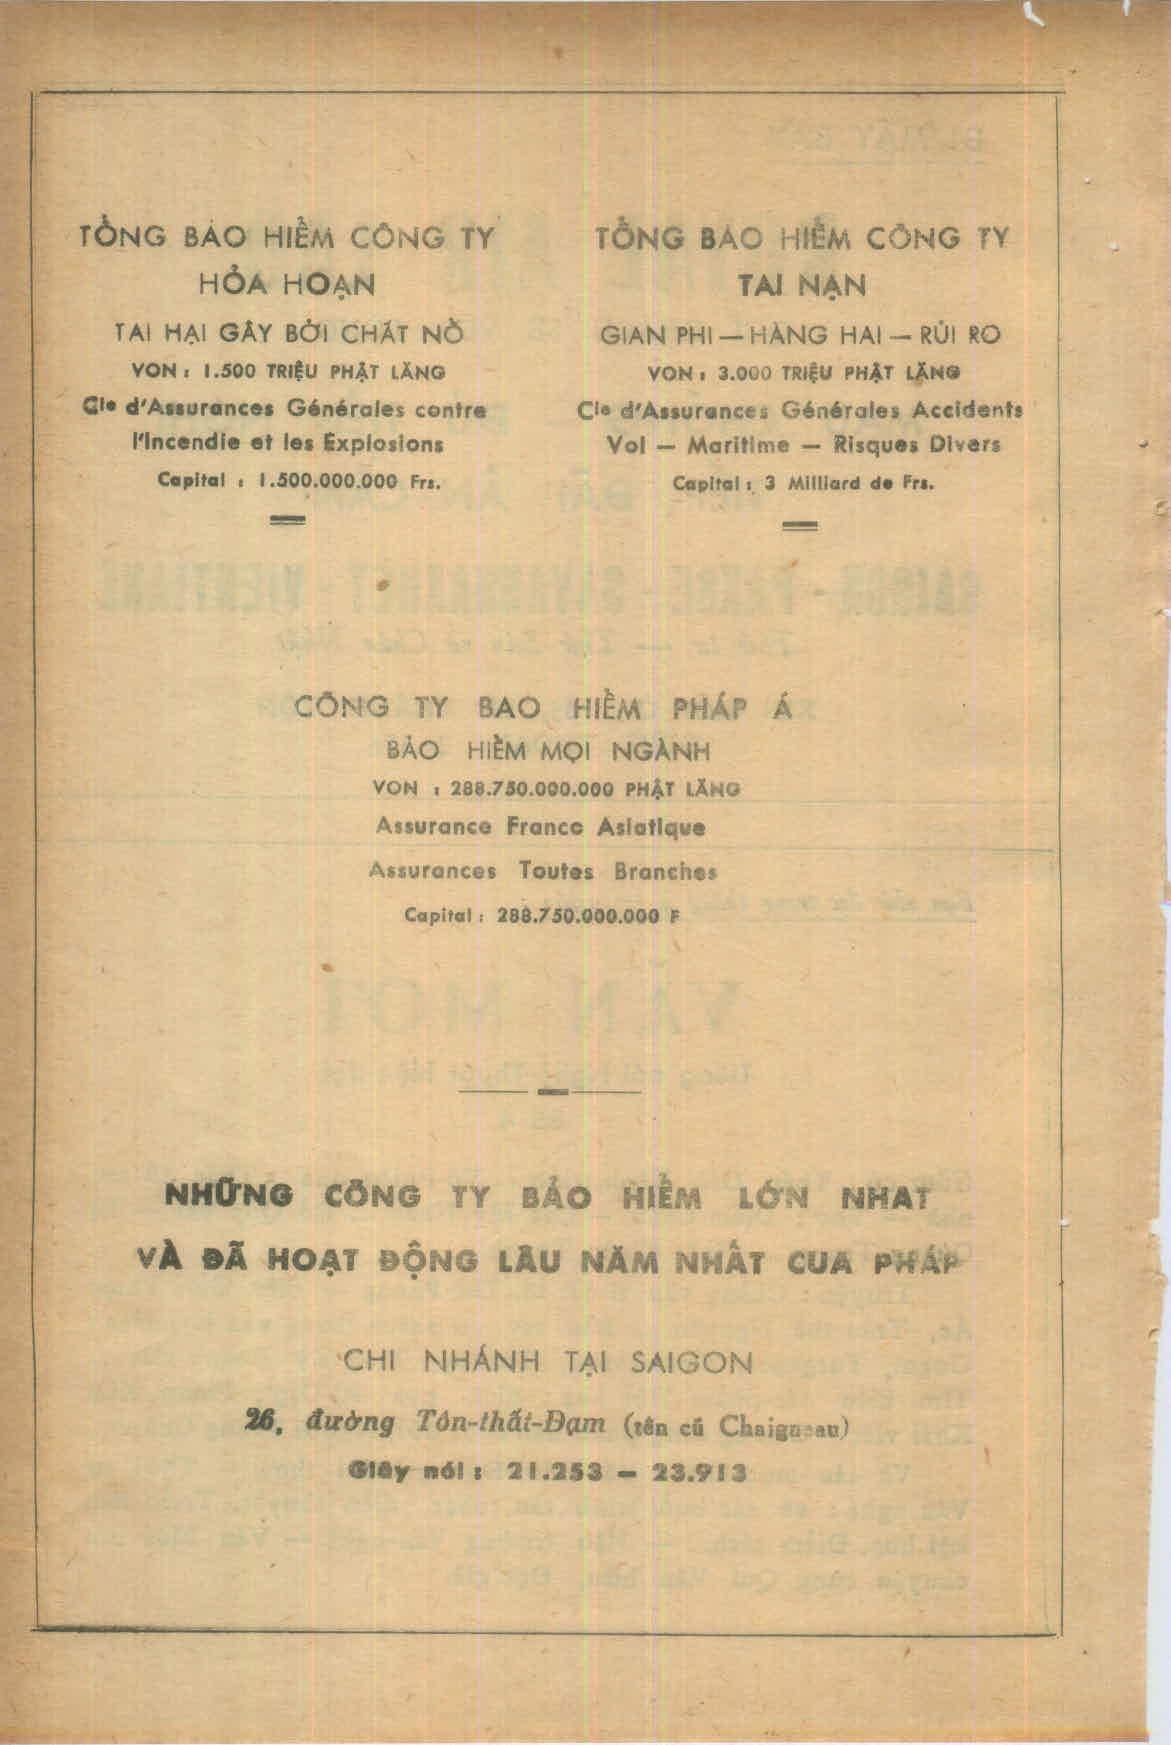 TỔNG BẢO HIỂM CÔNG TY
HỎA HOẠN
TAI HẠI GÂY BỞI CHẤT NỔ
VON : 1.500 TRIỆU PHẬT LĂNG
Cie d'Assurances Générales contre
l'Incendie et les Explosions
Capital : 1.500.000.000 Frs.
TỔNG BẢO HIỂM CÔNG TY
TAI NẠN
GIAN PHI — HÀNG HẢI — RỦI RO
VON : 3.000 TRIỆU PHẬT LĂNG
Cie d'Assurances Générales Accidents
Vol — Maritime — Risques Divers
Capital : 3 Milliard de Frs.
CÔNG TY BAO HIỂM PHÁP Á
BẢO HIỂM MỌI NGÀNH
VON : 288.750.000.000 PHẬT LĂNG
Assurance France Asiatique
Assurances Toutes Branches
Capital : 288.750.000.000 F
NHỮNG CÔNG TY BẢO HIỂM LỚN NHAT
VÀ ĐÃ HOẠT ĐỘNG LÂU NĂM NHẤT CUA PHÁP
CHI NHÁNH TẠI SAIGON
26, đường Tôn-thất-Đạm (tên cũ Chaigneau)
Giây nói : 21.253 – 23.913